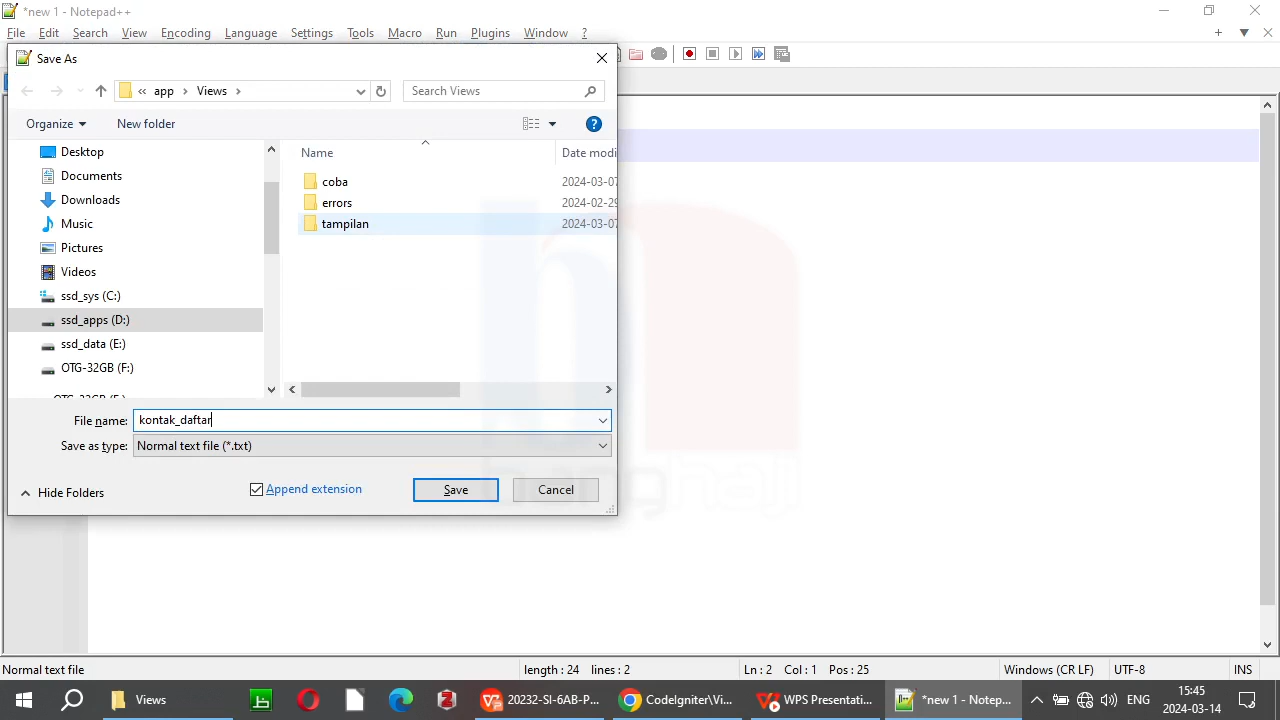 *new 1 - Notepad++
File Edit Search View Encoding Language Settings Tools Macro Run Plugins Window ?
Save As
« app › Views ›
Search Views
Organize
New folder
Name
Date modi
Desktop
Documents
Downloads
Music
Pictures
Videos
ssd_sys (C:)
ssd_apps (D:)
ssd_data (E:)
OTG-32GB (F:)
coba 2024-03-07
errors 2024-02-29
tampilan 2024-03-07
File name: kontak_daftar
Save as type: Normal text file (*.txt)
Hide Folders
Append extension
Save
Cancel
Normal text file
length : 24 lines : 2
Ln : 2 Col : 1 Pos : 25
Windows (CR LF)
UTF-8
INS
Views
20232-SI-6AB-P...
CodeIgniter\Vi...
WPS Presentati...
*new 1 - Notep...
ENG
15:45
2024-03-14